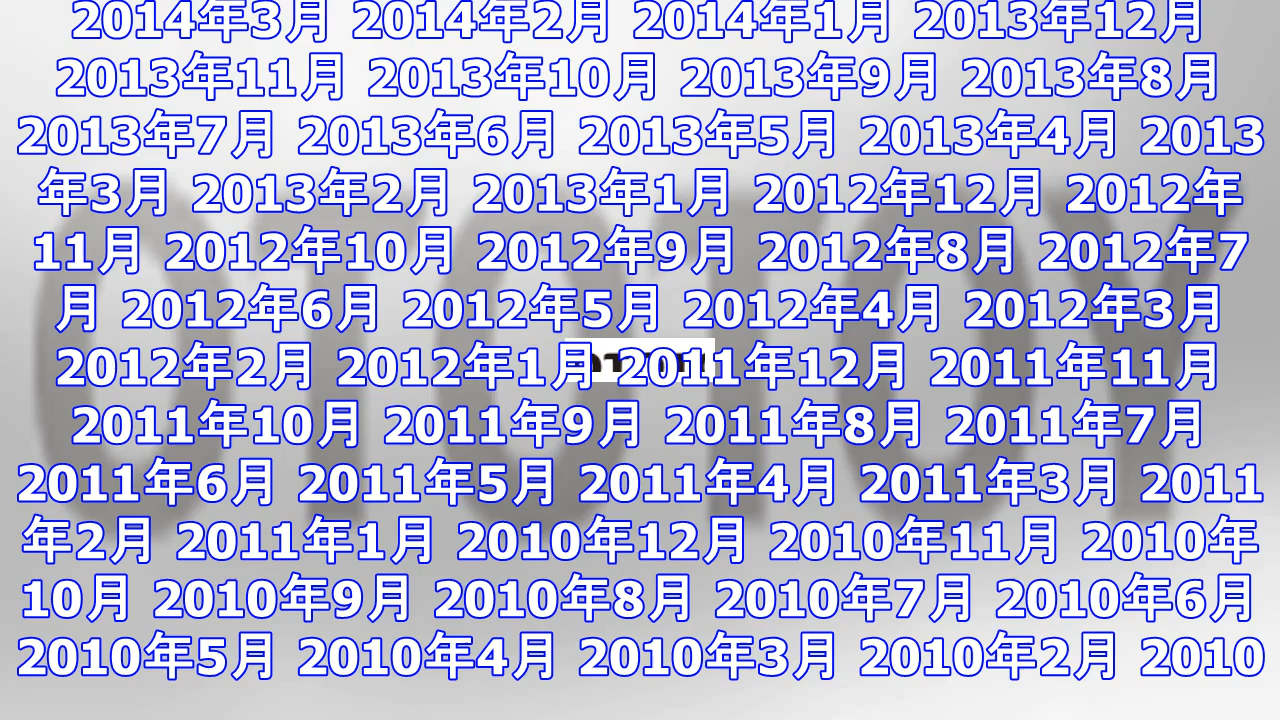 2014年3月 2014年2月 2014年1月 2013年12月
2013年11月 2013年10月 2013年9月 2013年8月
2013年7月 2013年6月 2013年5月 2013年4月 2013
年3月 2013年2月 2013年1月 2012年12月 2012年
11月 2012年10月 2012年9月 2012年8月 2012年7
月 2012年6月 2012年5月 2012年4月 2012年3月
2012年2月 2012年1月 2011年12月 2011年11月
2011年10月 2011年9月 2011年8月 2011年7月
2011年6月 2011年5月 2011年4月 2011年3月 2011
年2月 2011年1月 2010年12月 2010年11月 2010年
10月 2010年9月 2010年8月 2010年7月 2010年6月
2010年5月 2010年4月 2010年3月 2010年2月 2010